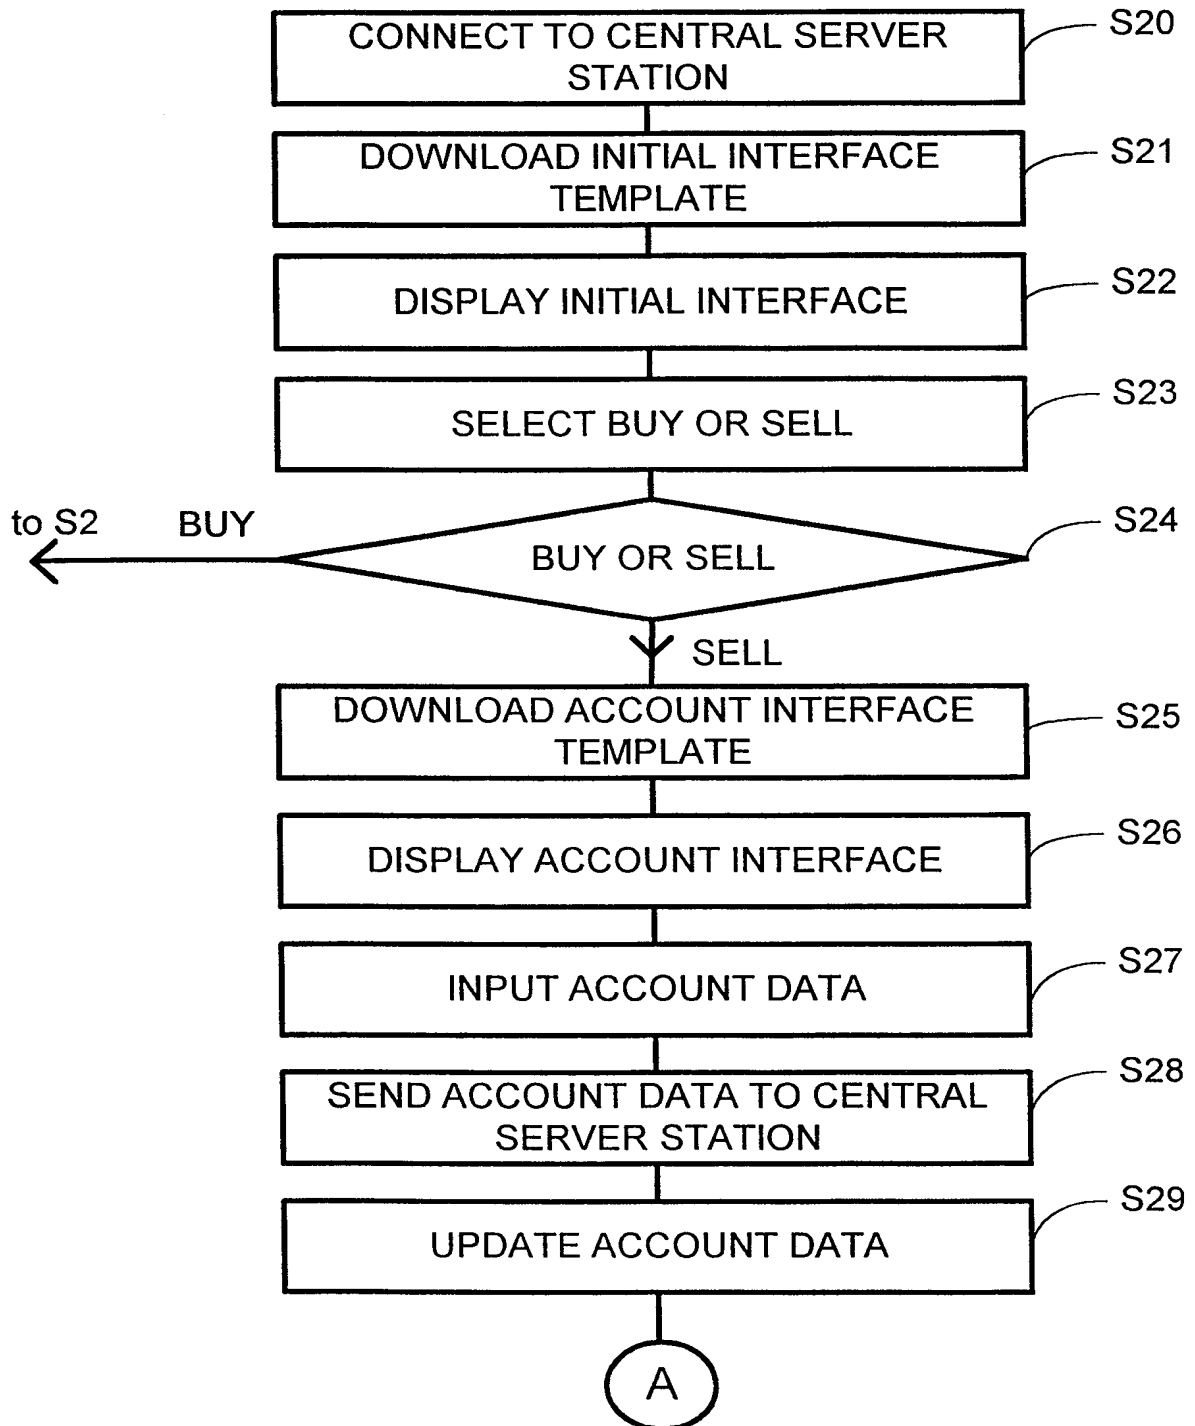 CONNECT TO CENTRAL SERVER
STATION
S20
DOWNLOAD INITIAL INTERFACE
TEMPLATE
S21
DISPLAY INITIAL INTERFACE
S22
SELECT BUY OR SELL
S23
to S2
BUY
BUY OR SELL
S24
SELL
DOWNLOAD ACCOUNT INTERFACE
TEMPLATE
S25
DISPLAY ACCOUNT INTERFACE
S26
INPUT ACCOUNT DATA
S27
SEND ACCOUNT DATA TO CENTRAL
SERVER STATION
S28
UPDATE ACCOUNT DATA
S29
A